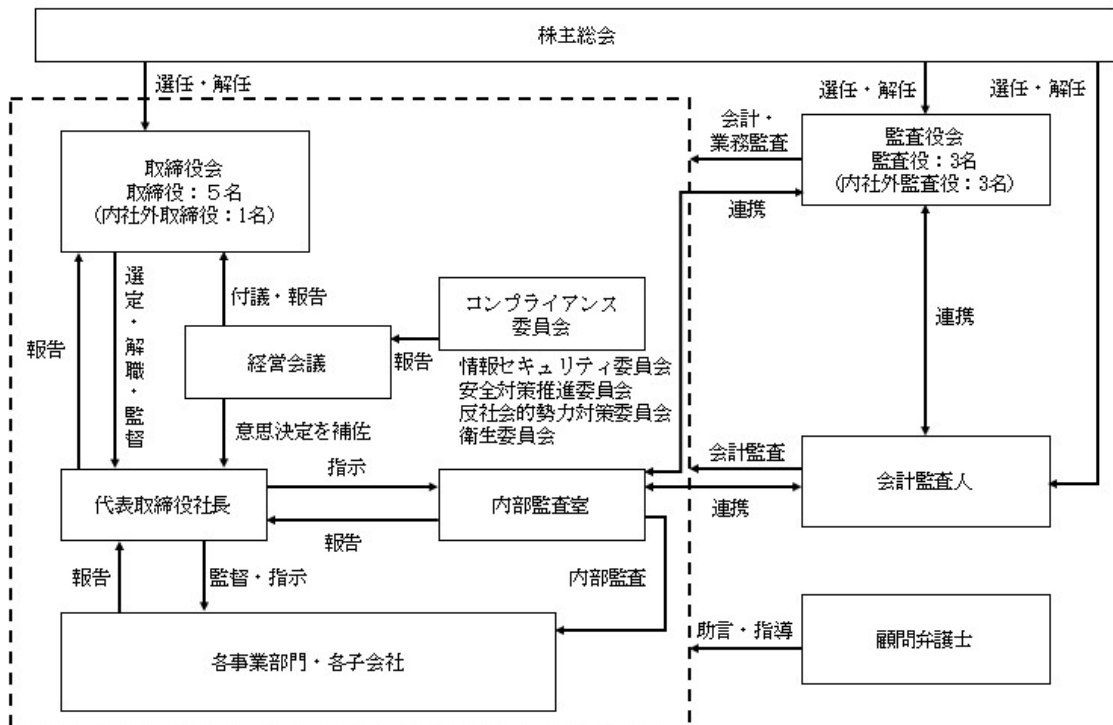 株主総会
選任・解任
選任・解任
選任・解任
取締役会
取締役:5名
(内社外取締役:1名)
会計・
業務監査
監査役会
監査役:3名
(内社外監査役:3名)
連携
選定・解職・監督
付議・報告
コンプライアンス
委員会
連携
報告
経営会議
報告
情報セキュリティ委員会
安全対策推進委員会
反社会的勢力対策委員会
衛生委員会
意思決定を補佐
指示
会計監査
代表取締役社長
内部監査室
会計監査人
連携
報告
報告
監督・指示
内部監査
助言・指導
顧問弁護士
各事業部門・各子会社